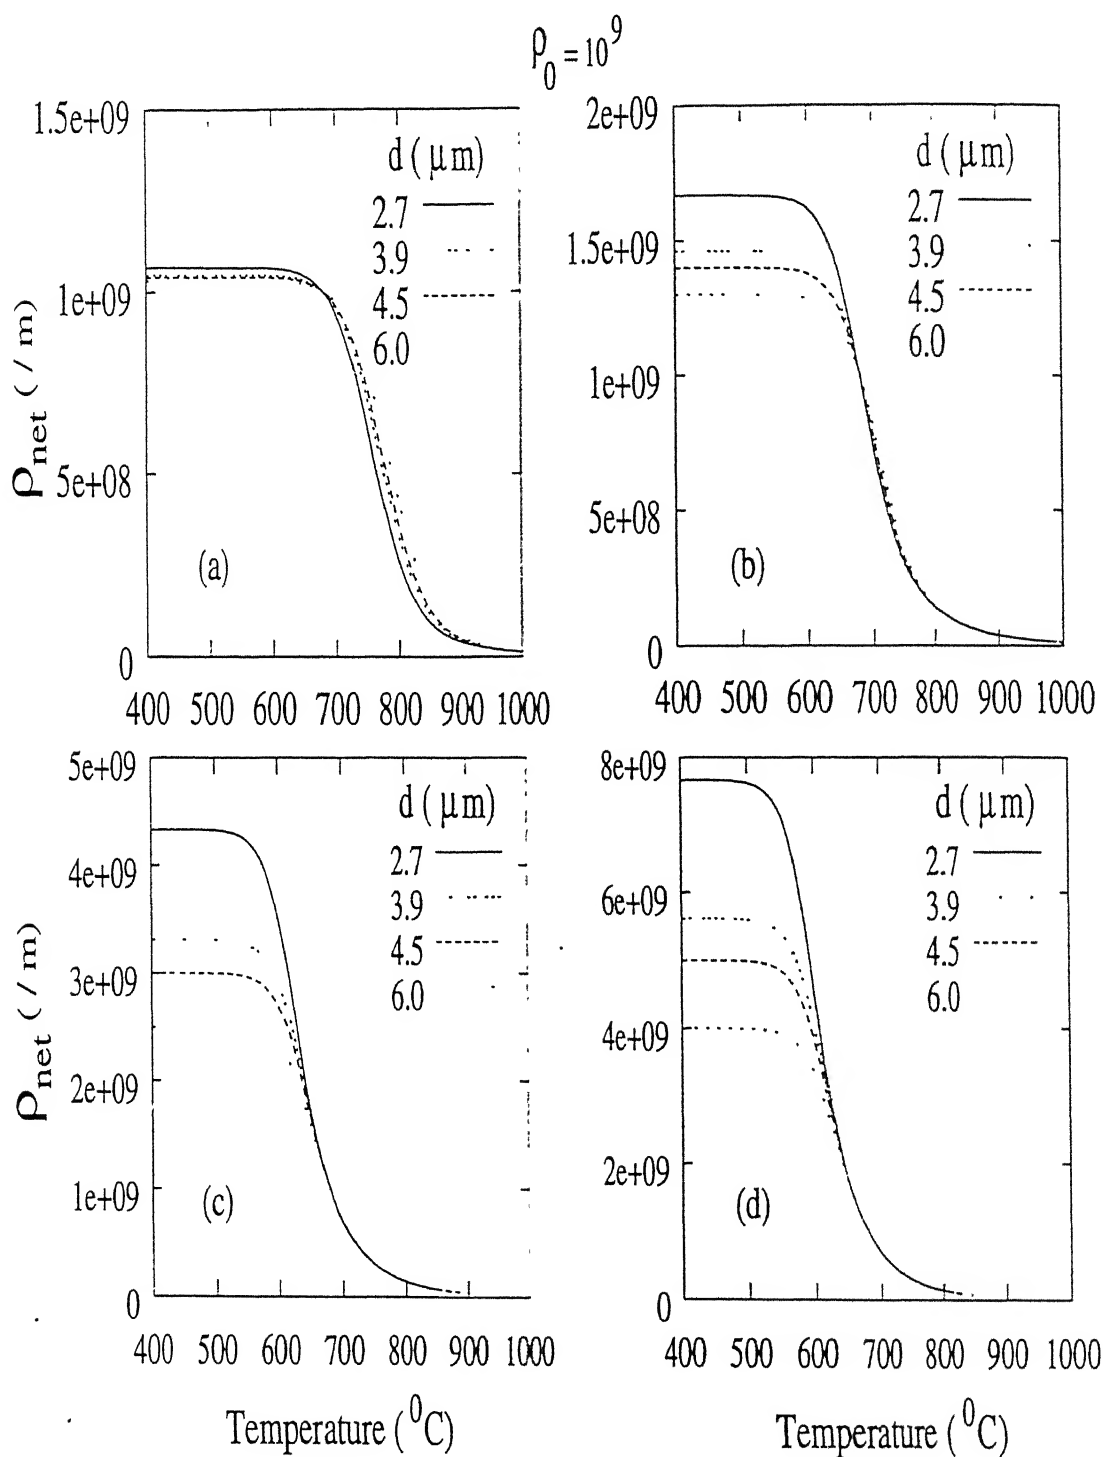 ρ0 = 10^9
1.5e+09
1e+09
5e+08
0
ρnet ( / m)
d ( μm)
2.7
3.9
4.5
6.0
(a)
400 500 600 700 800 900 1000
2e+09
1.5e+09
1e+09
5e+08
0
d ( μm)
2.7
3.9
4.5
6.0
(b)
400 500 600 700 800 900 1000
5e+09
4e+09
3e+09
2e+09
1e+09
0
ρnet ( / m)
d ( μm)
2.7
3.9
4.5
6.0
(c)
400 500 600 700 800 900 1000
Temperature ( 0C)
8e+09
6e+09
4e+09
2e+09
0
d ( μm)
2.7
3.9
4.5
6.0
(d)
400 500 600 700 800 900 1000
Temperature ( 0C)